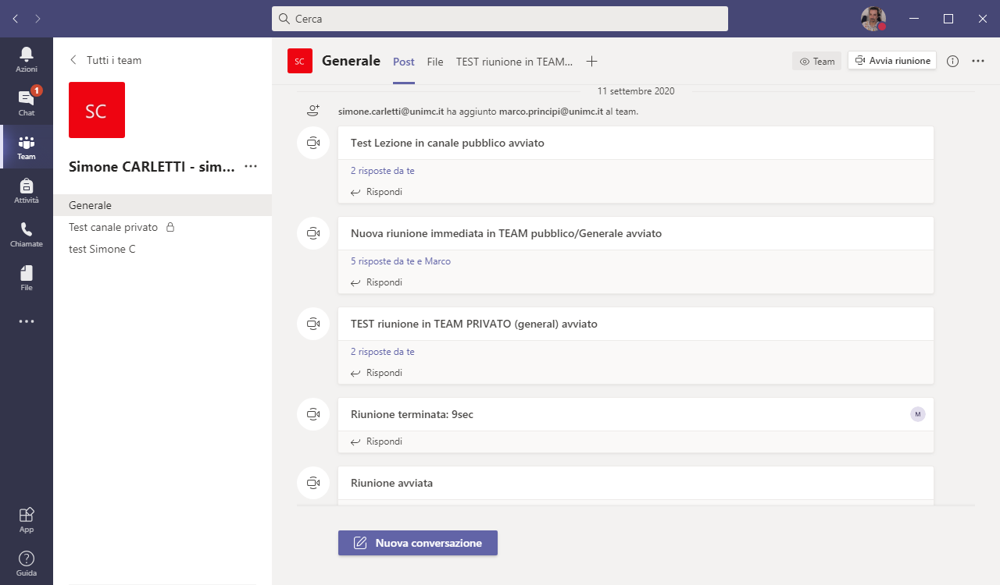 Cerca
Azioni
1
Chat
Team
Attività
Chiamate
File
App
Guida
Tutti i team
SC
Simone CARLETTI - sim...
Generale
Test canale privato
test Simone C
SC Generale Post File TEST riunione in TEAM... Team Avvia riunione
11 settembre 2020
simone.carletti@unimc.it ha aggiunto marco.principi@unimc.it al team.
Test Lezione in canale pubblico avviato
2 risposte da te
Rispondi
Nuova riunione immediata in TEAM pubblico/Generale avviato
5 risposte da te e Marco
Rispondi
TEST riunione in TEAM PRIVATO (general) avviato
2 risposte da te
Rispondi
Riunione terminata: 9sec M
Rispondi
Riunione avviata
Nuova conversazione